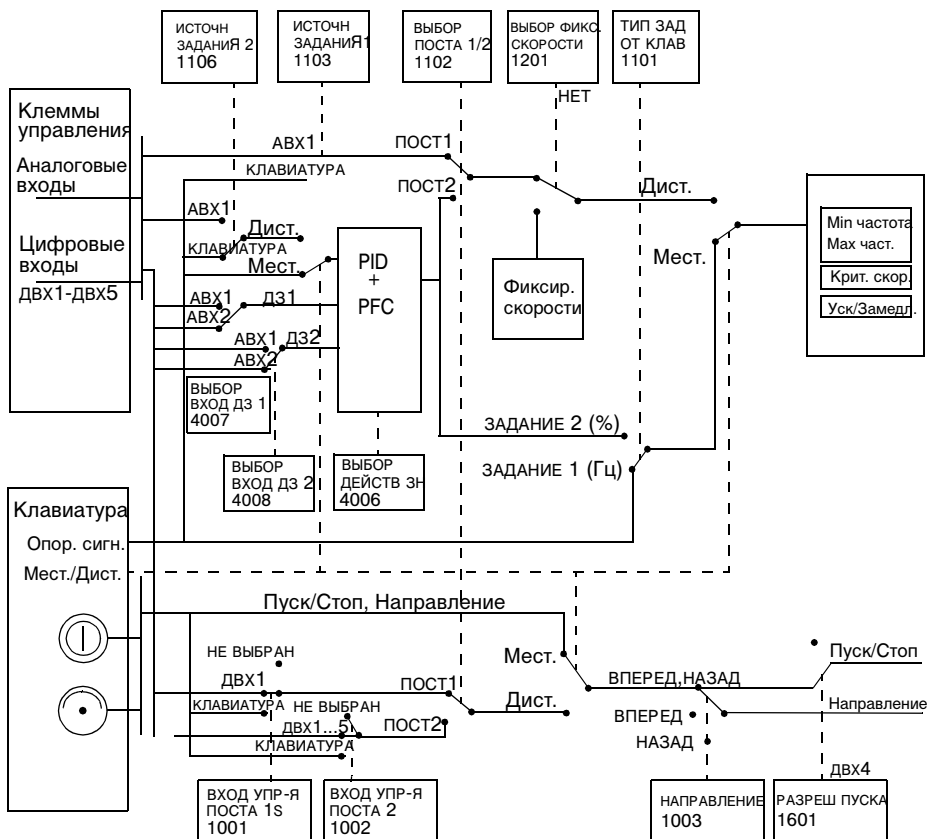 ИСТОЧН
ЗАДАНИЯ 2
1106
ИСТОЧН
ЗАДАНИЯ1
1103
ВЫБОР
ПОСТА 1/2
1102
ВЫБОР ФИКС.
СКОРОСТИ
1201
ТИП ЗАД
ОТ КЛАВ
1101
НЕТ
Клеммы
управления
Аналоговые
входы
Цифровые
входы
ДВХ1-ДВХ5
АВХ1
ПОСТ1
КЛАВИАТУРА
ПОСТ2
Дист.
АВХ1
Дист.
КЛАВИАТУРА
Мест.
Мест.
PID
+
PFC
Фиксир.
скорости
Min частота
Max част.
Крит. скор.
Уск/Замедл.
АВХ1
ДЗ1
АВХ2
АВХ1
ДЗ2
АВХ2
ВЫБОР
ВХОД ДЗ 1
4007
ЗАДАНИЕ 2 (%)
ВЫБОР
ВХОД ДЗ 2
4008
ВЫБОР
ДЕЙСТВ ЗН
4006
ЗАДАНИЕ 1 (Гц)
Клавиатура
Опор. сигн.
Мест./Дист.
Пуск/Стоп, Направление
НЕ ВЫБРАН
Мест.
Пуск/Стоп
ДВХ1
ПОСТ1
ВПЕРЕД,НАЗАД
КЛАВИАТУРА
НЕ ВЫБРАН
Дист.
Направление
ДВХ1...5
ПОСТ2
ВПЕРЕД
КЛАВИАТУРА
НАЗАД
ДВХ4
ВХОД УПР-Я
ПОСТА 1S
1001
ВХОД УПР-Я
ПОСТА 2
1002
НАПРАВЛЕНИЕ
1003
РАЗРЕШ ПУСКА
1601